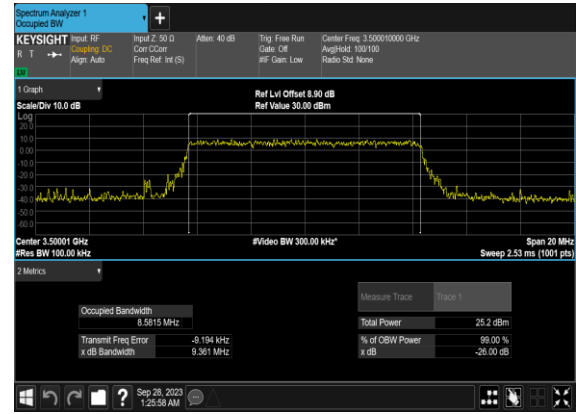 Spectrum Analyzer 1
Occupied BW
+
KEYSIGHT Input: RF
R T Coupling: DC
Align: Auto
Input Z: 50 Ω
Corr CCorr
Freq Ref: Int (S)
Atten: 40 dB
Trig: Free Run
Gate: Off
#IF Gain: Low
Center Freq: 3.500010000 GHz
Avg|Hold: 100/100
Radio Std: None
LW
1 Graph
Scale/Div 10.0 dB
Ref Lvl Offset 8.90 dB
Ref Value 30.00 dBm
Log
20.0
10.0
0.00
-10.0
-20.0
-30.0
-40.0
-50.0
-60.0
Center 3.50001 GHz
#Res BW 100.00 kHz
#Video BW 300.00 kHz*
Span 20 MHz
Sweep 2.53 ms (1001 pts)
2 Metrics
Occupied Bandwidth
8.5815 MHz
Transmit Freq Error -9.194 kHz
x dB Bandwidth 9.361 MHz
Measure Trace Trace 1
Total Power 25.2 dBm
% of OBW Power 99.00 %
x dB -26.00 dB
?
Sep 28, 2023
1:25:58 AM